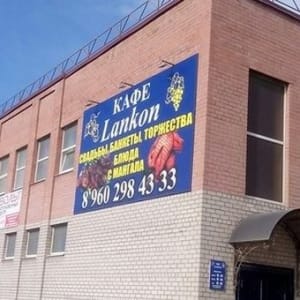 КАФЕ
Lankon
СВАДЬБЫ, БАНКЕТЫ, ТОРЖЕСТВА
БЛЮДА
С МАНГАЛА
8 960 298 43 33